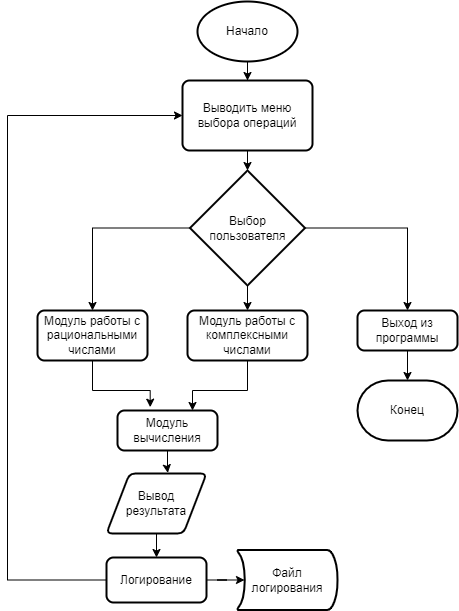 Начало
Выводить меню
выбора операций
Выбор
пользователя
Модуль работы с
рациональными
числами
Модуль работы с
комплексными
числами
Выход из
программы
Модуль
вычисления
Конец
Вывод
результата
Логирование
Файл
логирования